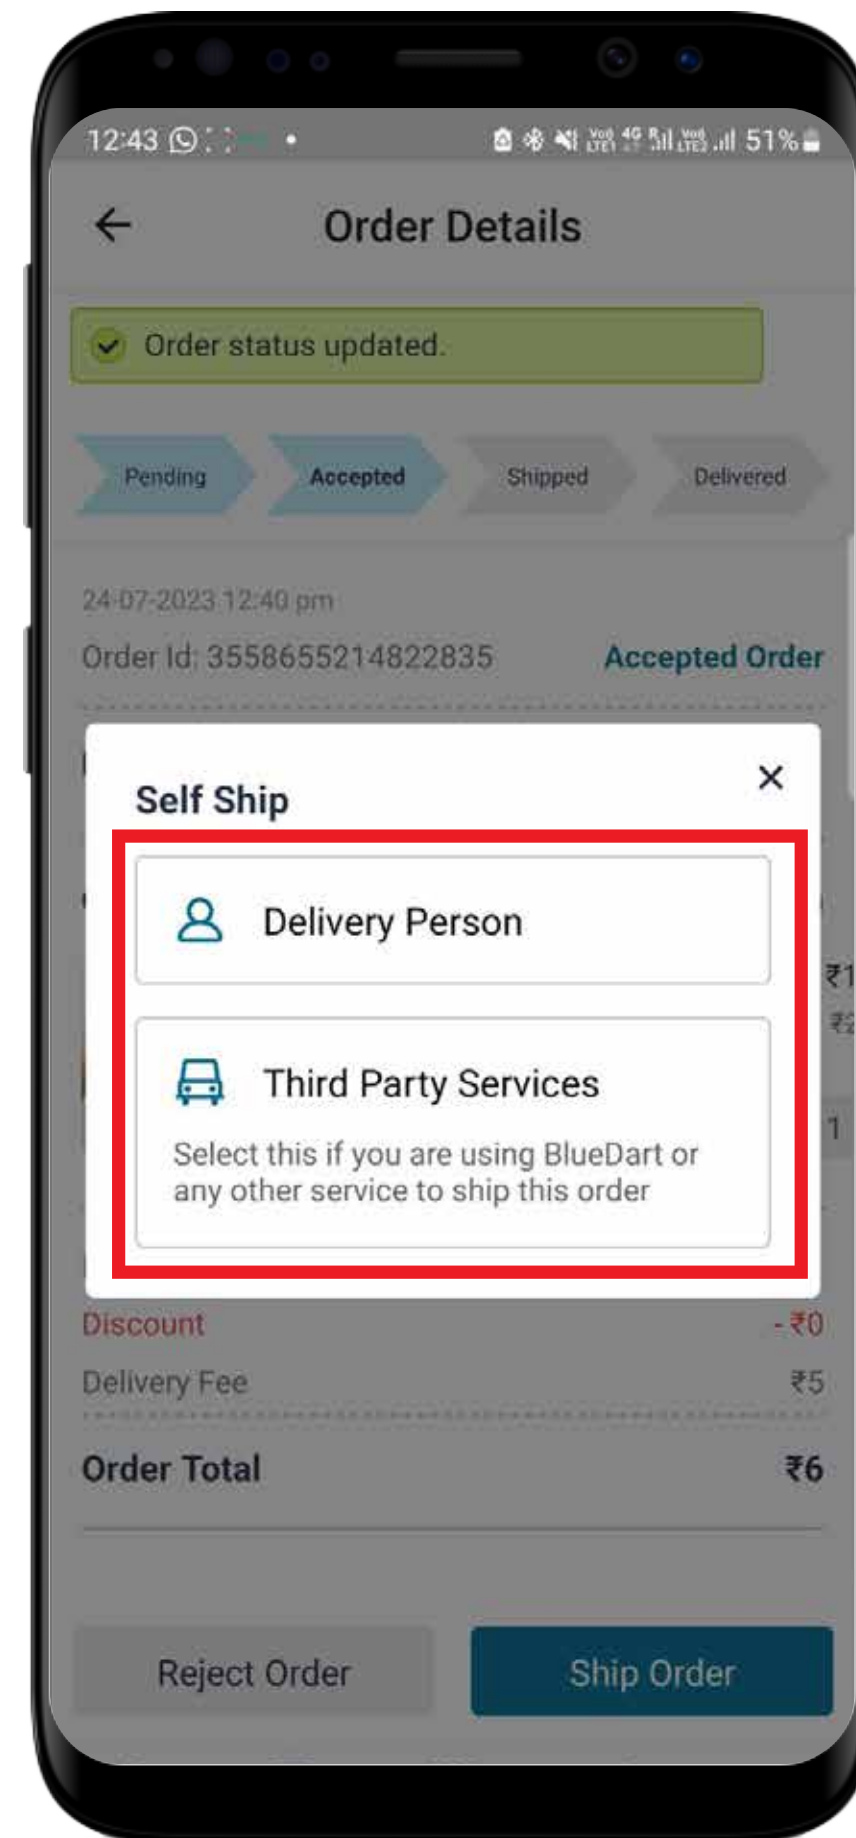 12:43 51%
Order Details
Order status updated.
Pending Accepted Shipped Delivered
24-07-2023 12:40 pm
Order Id: 3558655214822835 Accepted Order
Self Ship
Delivery Person
₹1
Third Party Services
1
Select this if you are using BlueDart or
any other service to ship this order
Discount - ₹0
Delivery Fee ₹5
Order Total ₹6
Reject Order Ship Order